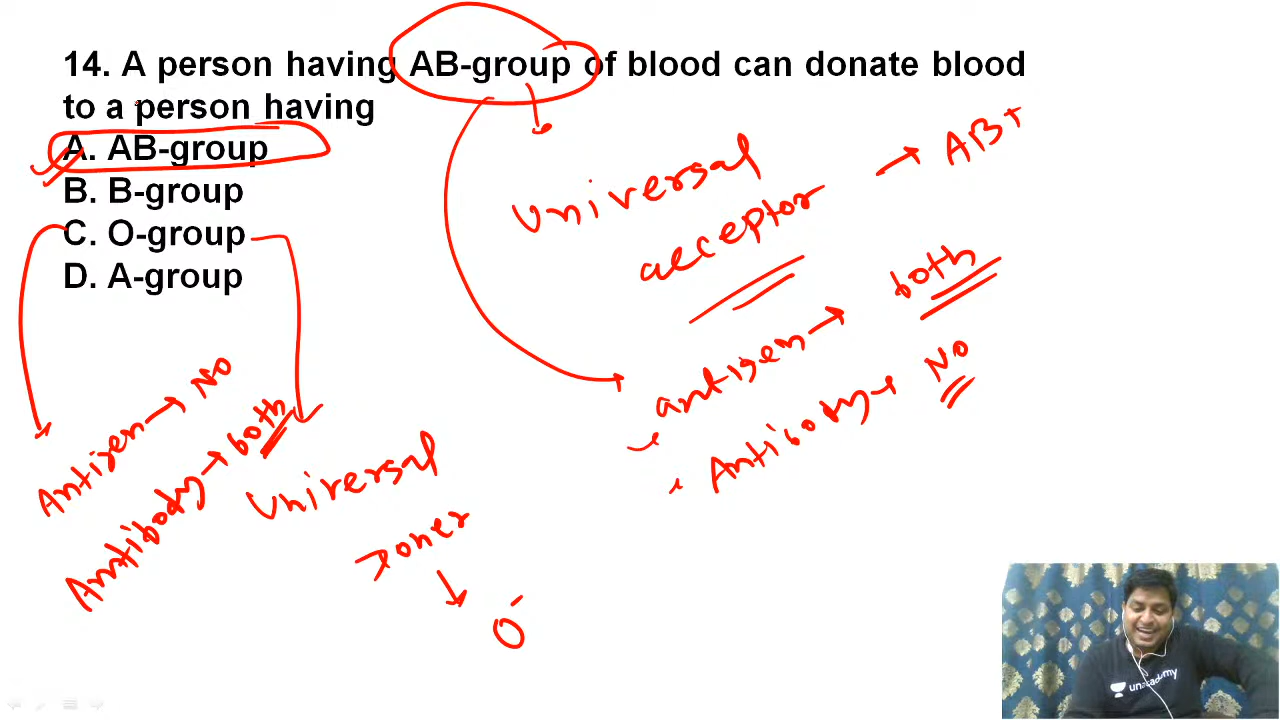 14. A person having AB-group of blood can donate blood
to a person having
A. AB-group
B. B-group
C. O-group
D. A-group
Universal
acceptor → AB+
antigen → both
Antibody → No
Antigen → No
Antibody → both
Universal
Doner
O-
unacademy